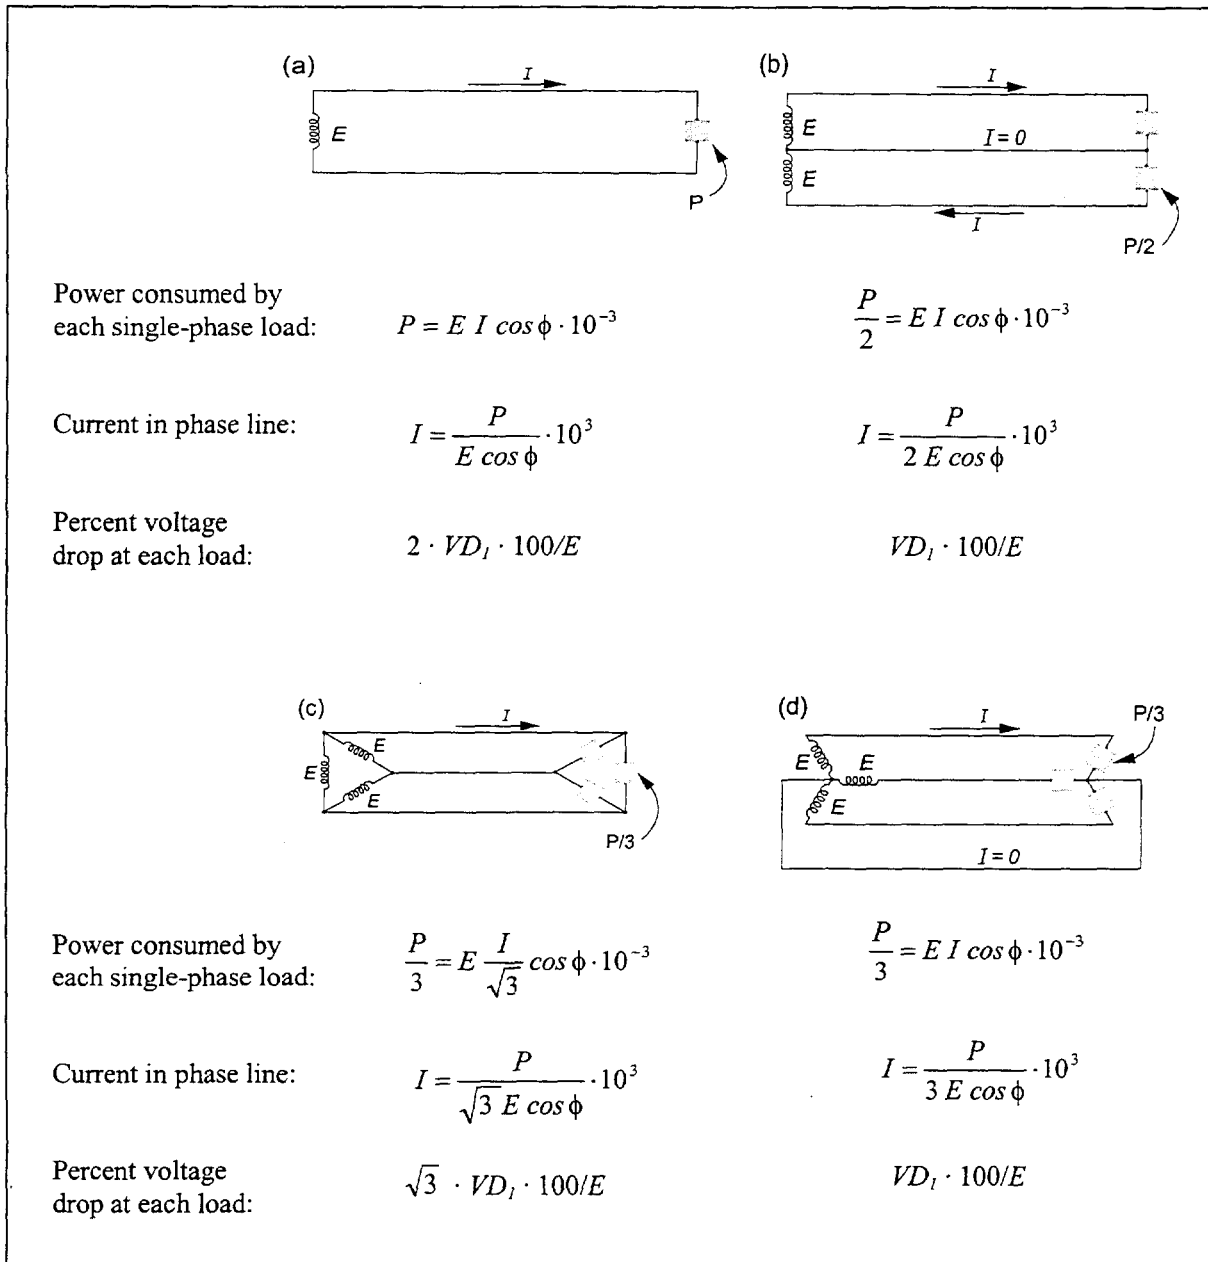 (a)
I
E
P
(b)
I
E
I = 0
E
I
P/2
Power consumed by
each single-phase load:
P = E I cos ϕ · 10⁻³
P/2 = E I cos ϕ · 10⁻³
Current in phase line:
I = P / (E cos ϕ) · 10³
I = P / (2 E cos ϕ) · 10³
Percent voltage
drop at each load:
2 · VD₁ · 100/E
VD₁ · 100/E
(c)
I
E
E
E
P/3
(d)
I
P/3
E
E
E
I = 0
Power consumed by
each single-phase load:
P/3 = E I/√3 cos ϕ · 10⁻³
P/3 = E I cos ϕ · 10⁻³
Current in phase line:
I = P / (√3 E cos ϕ) · 10³
I = P / (3 E cos ϕ) · 10³
Percent voltage
drop at each load:
√3 · VD₁ · 100/E
VD₁ · 100/E